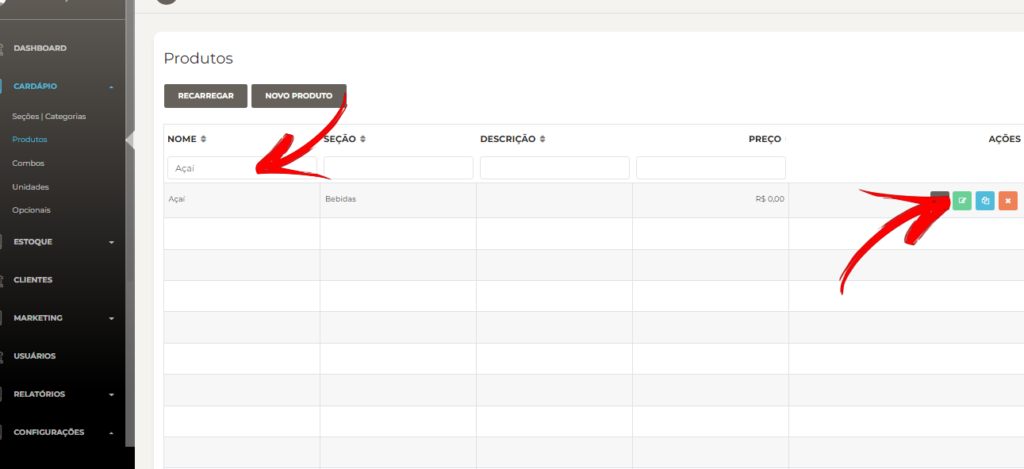 DASHBOARD
CARDÁPIO
Seções | Categorias
Produtos
Combos
Unidades
Opcionais
ESTOQUE
CLIENTES
MARKETING
USUÁRIOS
RELATÓRIOS
CONFIGURAÇÕES
Produtos
RECARREGAR NOVO PRODUTO
NOME SEÇÃO DESCRIÇÃO PREÇO AÇÕES
Açaí
Açaí Bebidas R$ 0,00